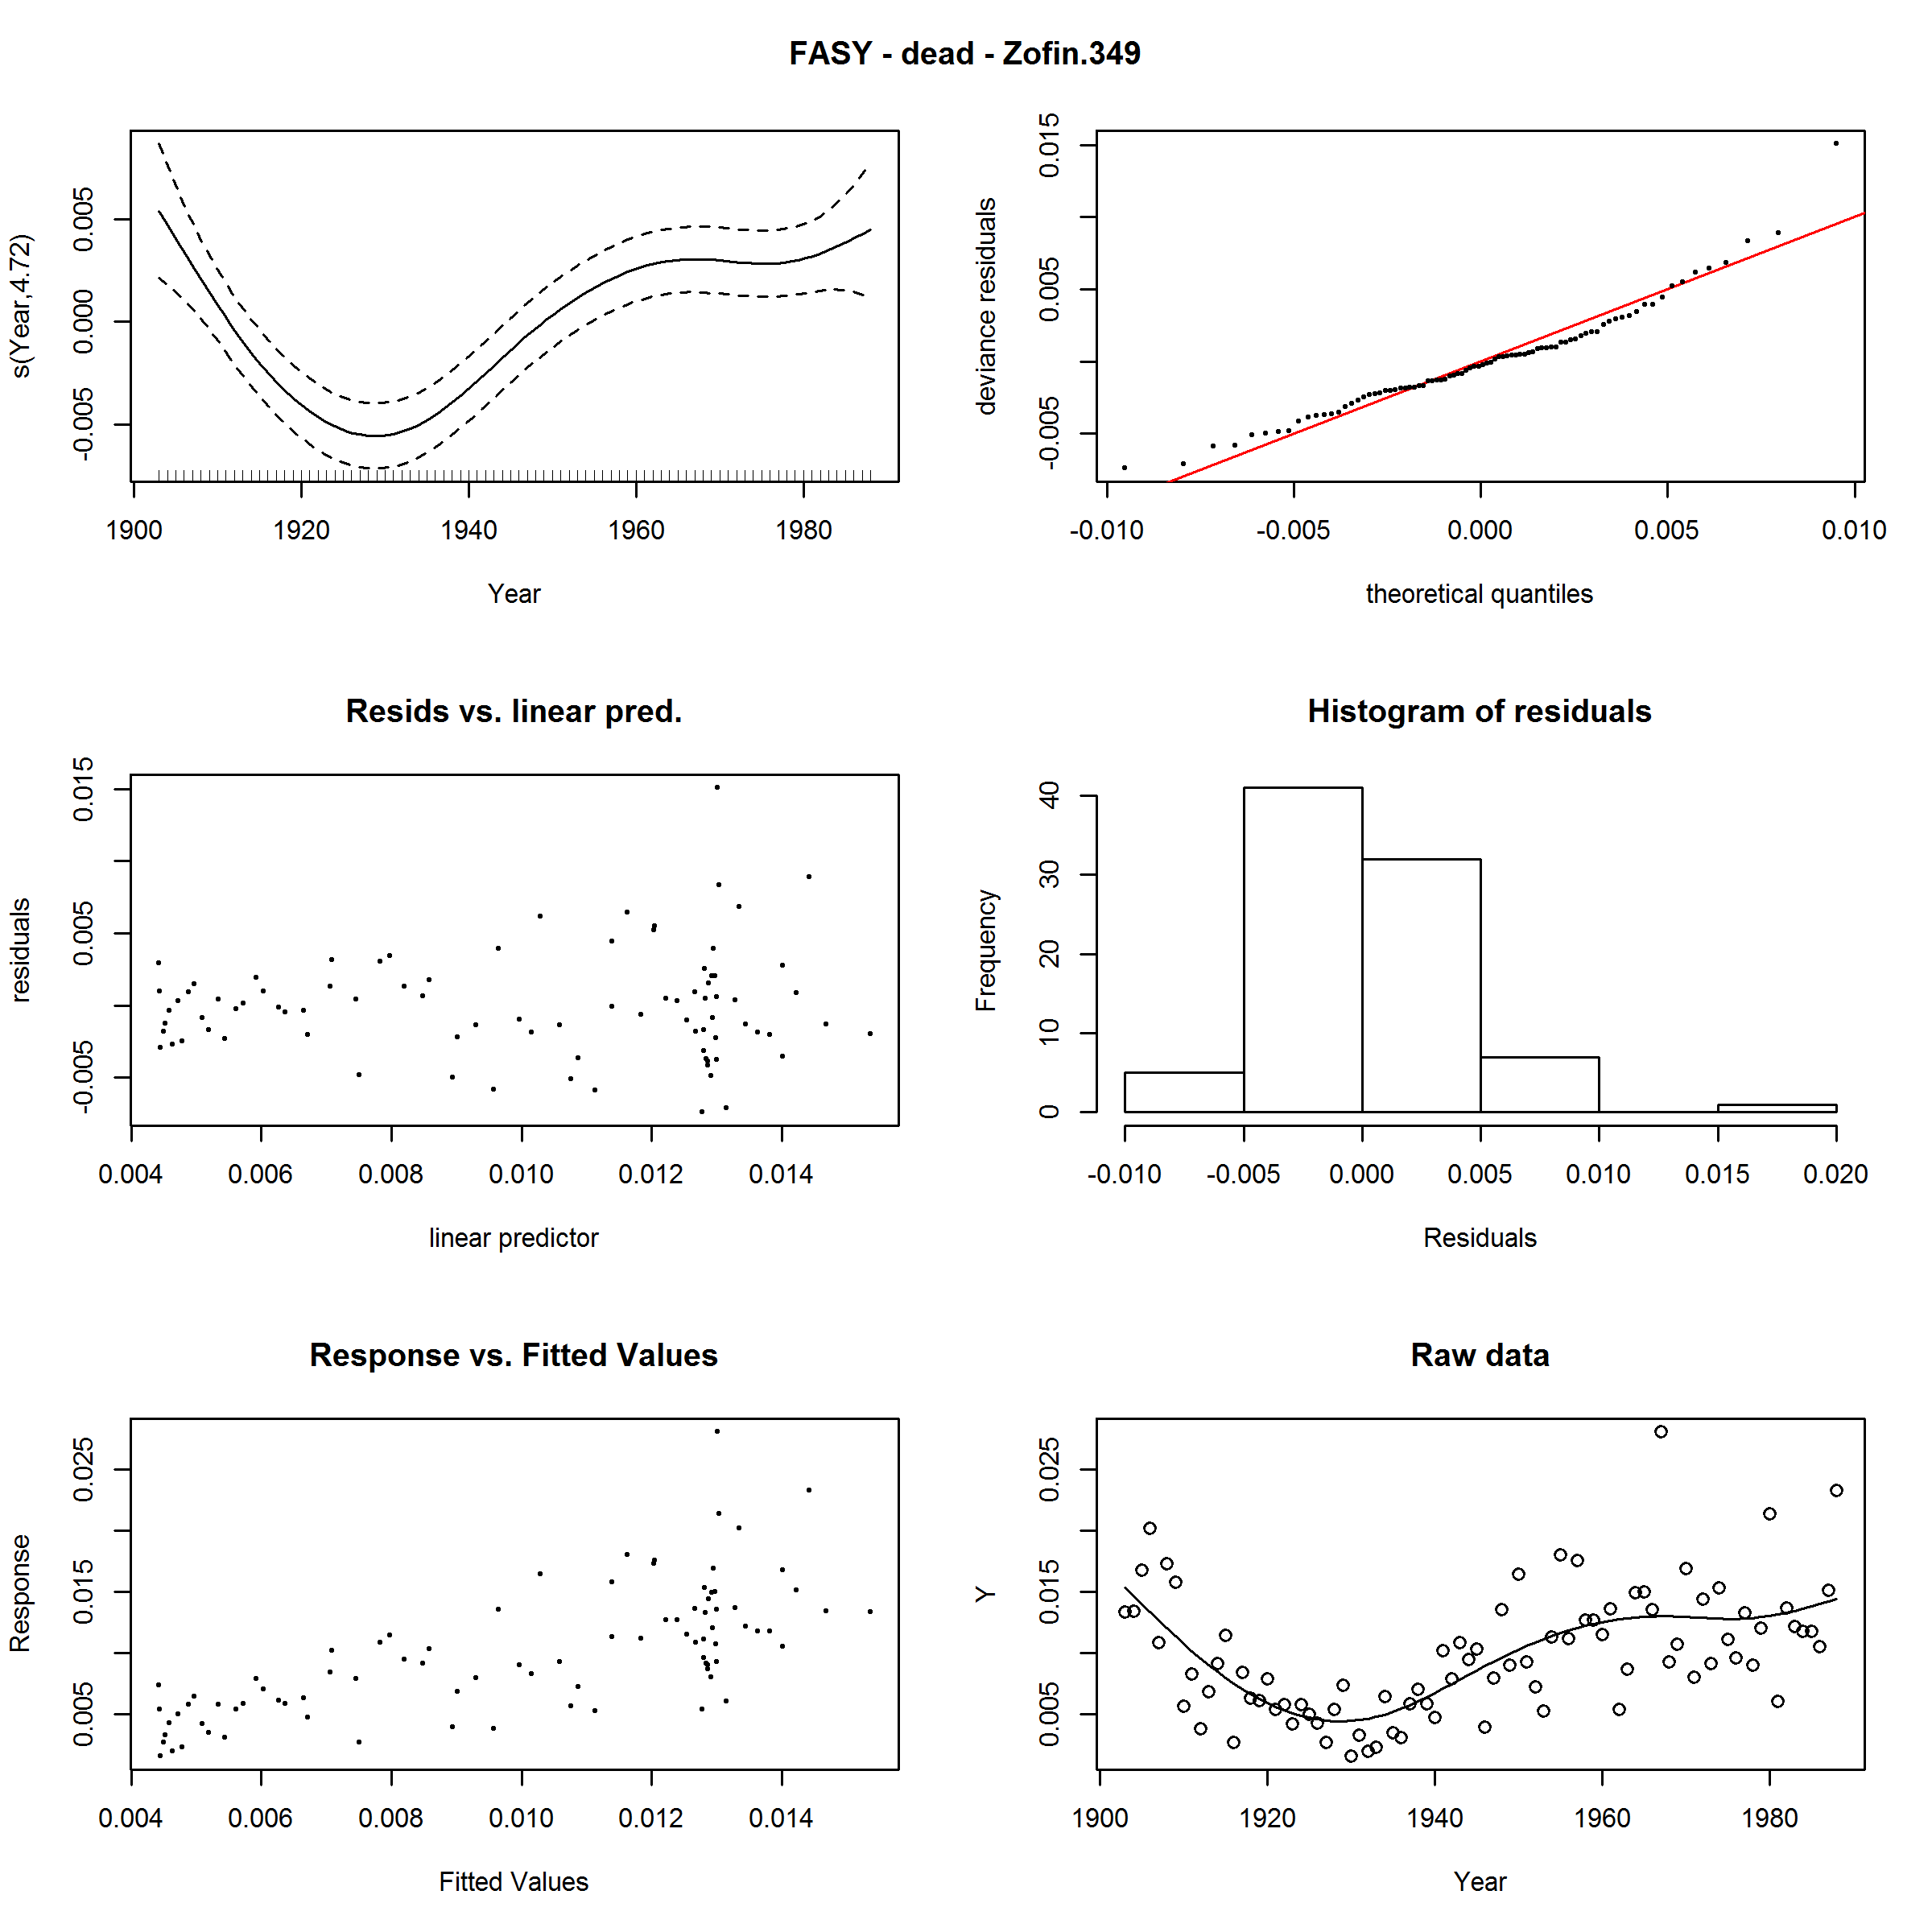 FASY - dead - Zofin.349
s(Year,4.72)
0.005
0.000
-0.005
1900 1920 1940 1960 1980
Year
deviance residuals
0.015
0.005
-0.005
-0.010 -0.005 0.000 0.005 0.010
theoretical quantiles
Resids vs. linear pred.
residuals
0.015
0.005
-0.005
0.004 0.006 0.008 0.010 0.012 0.014
linear predictor
Histogram of residuals
Frequency
40
30
20
10
0
-0.010 -0.005 0.000 0.005 0.010 0.015 0.020
Residuals
Response vs. Fitted Values
Response
0.025
0.015
0.005
0.004 0.006 0.008 0.010 0.012 0.014
Fitted Values
Raw data
Y
0.025
0.015
0.005
1900 1920 1940 1960 1980
Year